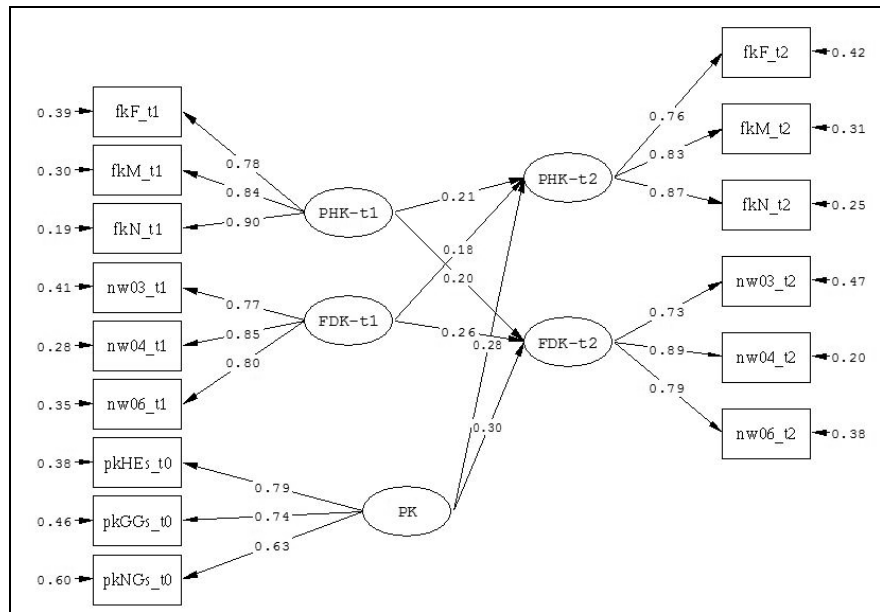 0.39 fkF_t1
0.30 fkM_t1
0.19 fkN_t1
0.41 nw03_t1
0.28 nw04_t1
0.35 nw06_t1
0.38 pkHEs_t0
0.46 pkGGs_t0
0.60 pkNGs_t0
0.78
0.84
0.90
0.77
0.85
0.80
0.79
0.74
0.63
PHK-t1
FDK-t1
PK
0.21
0.18
0.20
0.26
0.28
0.30
PHK-t2
FDK-t2
0.76
0.83
0.87
0.73
0.89
0.79
fkF_t2 0.42
fkM_t2 0.31
fkN_t2 0.25
nw03_t2 0.47
nw04_t2 0.20
nw06_t2 0.38